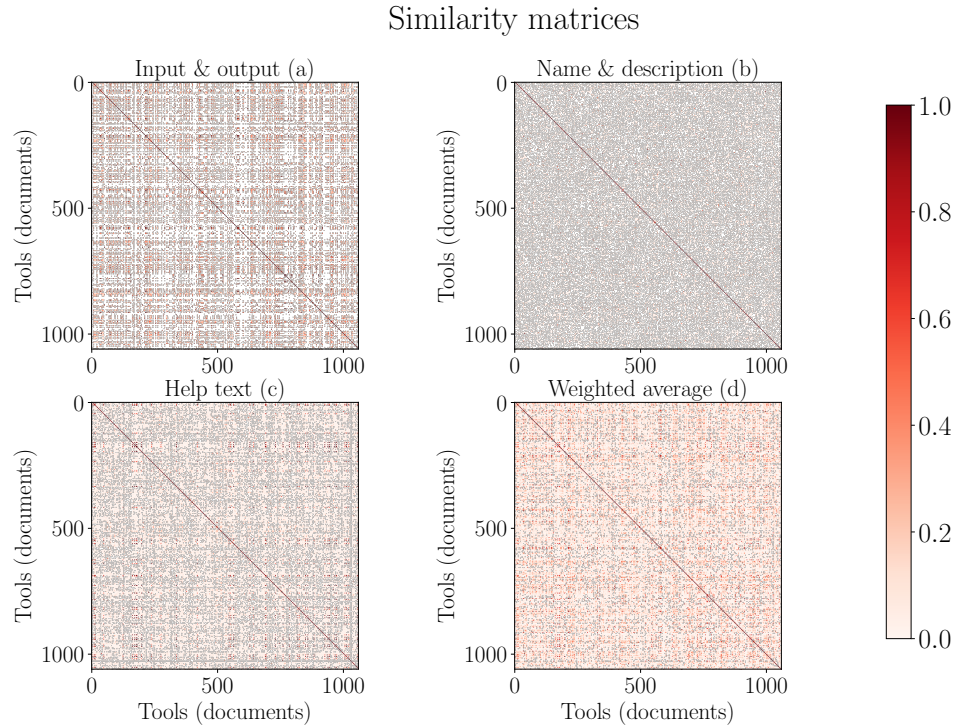 Similarity matrices
Input & output (a)
0
500
1000
Tools (documents)
0
500
1000
Name & description (b)
0
500
1000
Tools (documents)
0
500
1000
Help text (c)
0
500
1000
Tools (documents)
0
500
1000
Tools (documents)
Weighted average (d)
0
500
1000
Tools (documents)
0
500
1000
Tools (documents)
1.0
0.8
0.6
0.4
0.2
0.0